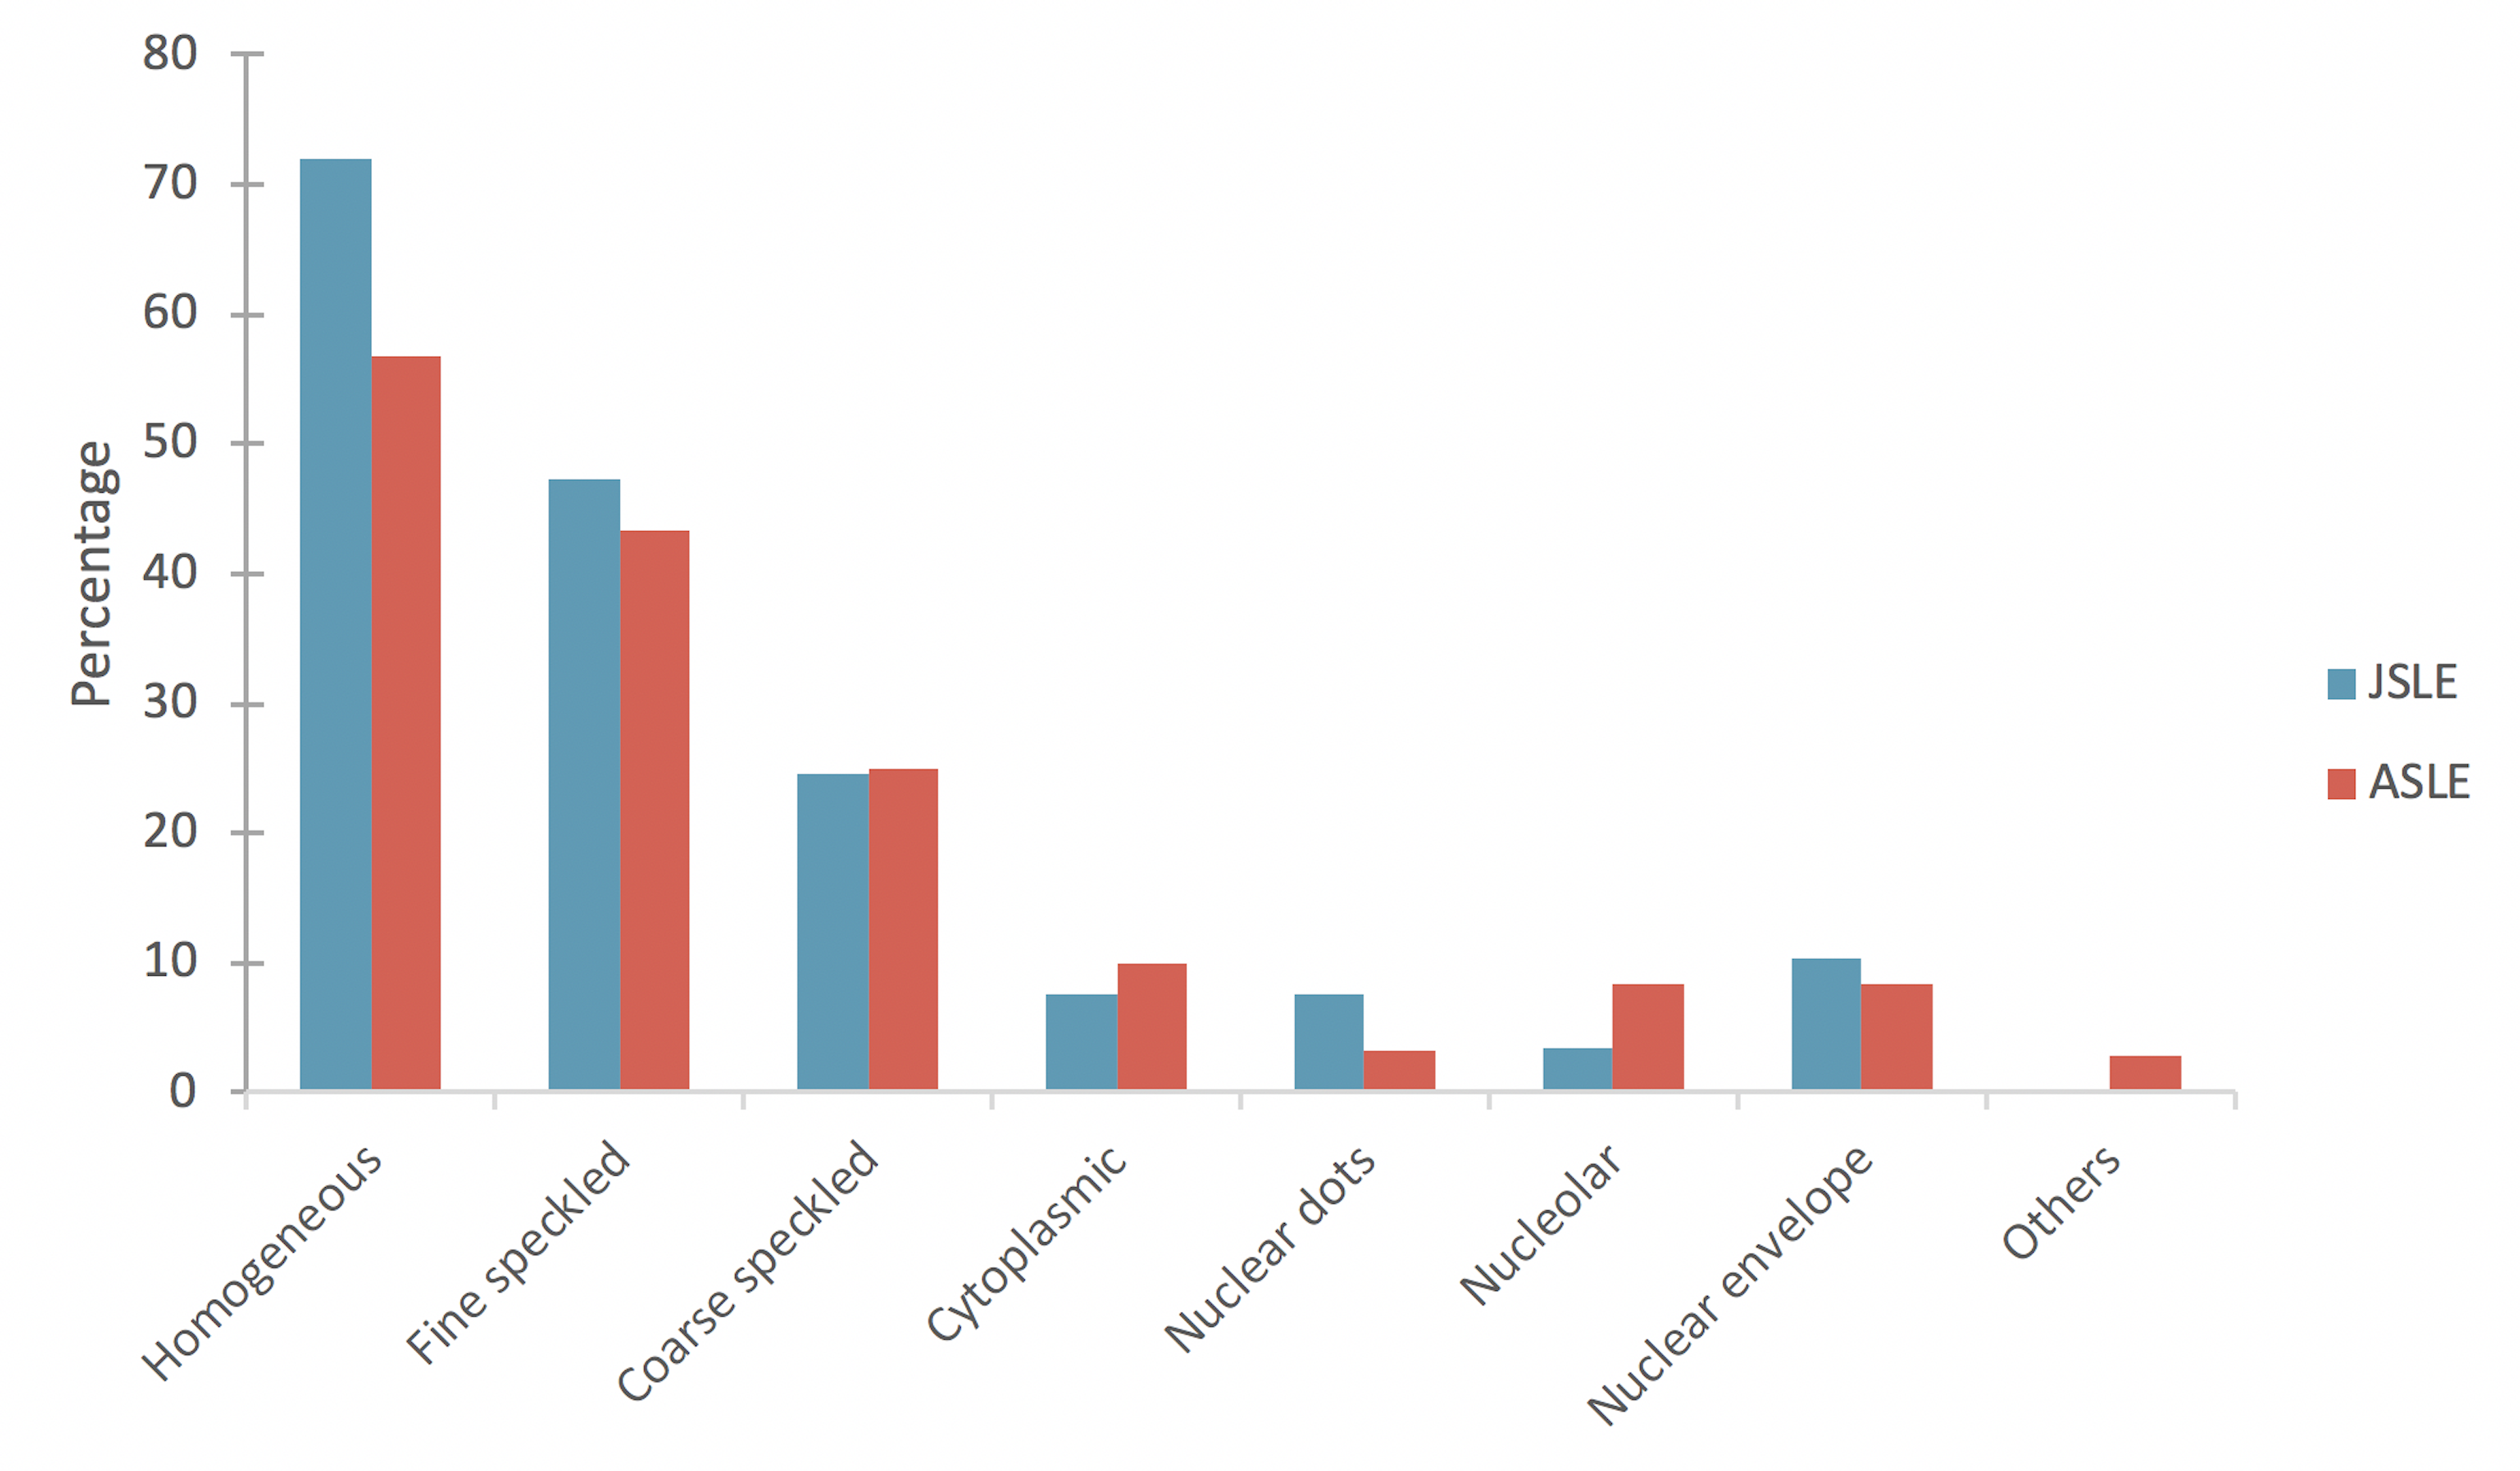 80
70
60
50
40
30
20
10
0
Percentage
Homogeneous
Fine speckled
Coarse speckled
Cytoplasmic
Nuclear dots
Nucleolar
Nuclear envelope
Others
JSLE
ASLE